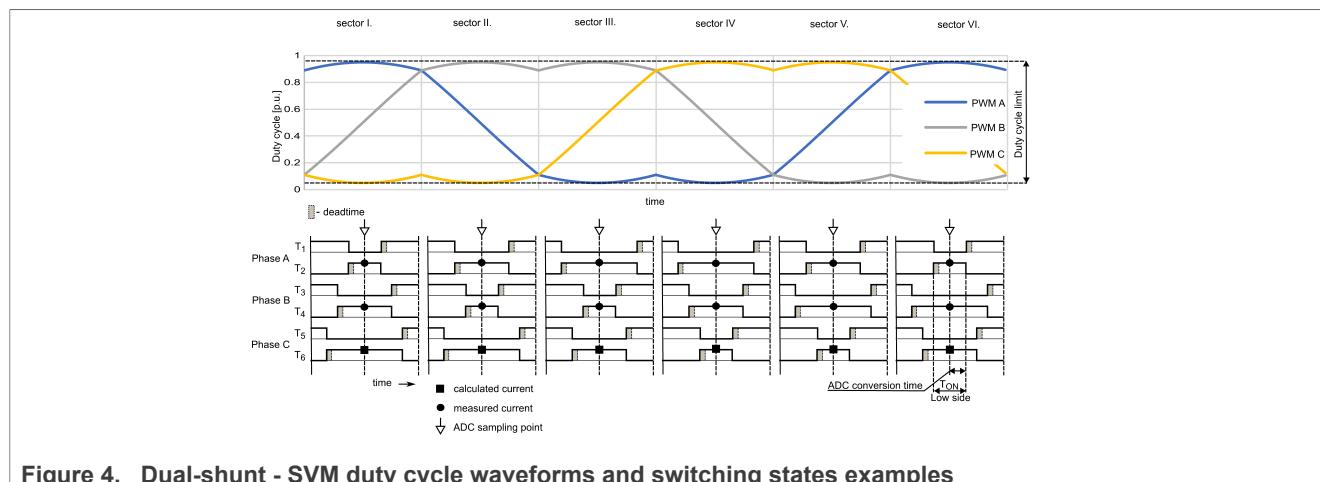 sector I. sector II. sector III. sector IV sector V. sector VI.
1
0.8
0.6
0.4
0.2
0
Duty cycle [p.u.]
PWM A
PWM B
PWM C
Duty cycle limit
time
- deadtime
Phase A
T1
T2
Phase B
T3
T4
Phase C
T5
T6
time
calculated current
measured current
ADC sampling point
ADC conversion time
TON
Low side
Figure 4. Dual-shunt - SVM duty cycle waveforms and switching states examples